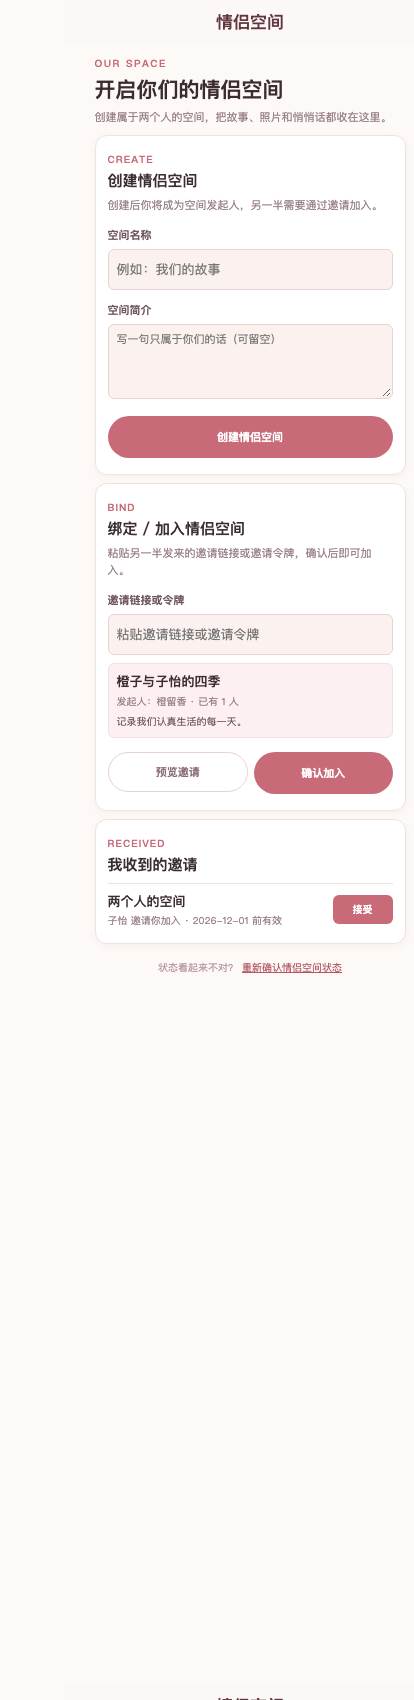 情侣空间
OUR SPACE
开启你们的情侣空间
创建属于两个人的空间，把故事、照片和悄悄话都收在这里。
CREATE
创建情侣空间
创建后你将成为空间发起人，另一半需要通过邀请加入。
空间名称
例如：我们的故事
空间简介
写一句只属于你们的话（可留空）
创建情侣空间
BIND
绑定 / 加入情侣空间
粘贴另一半发来的邀请链接或邀请令牌，确认后即可加
入。
邀请链接或令牌
粘贴邀请链接或邀请令牌
橙子与子怡的四季
发起人：橙留香 · 已有 1 人
记录我们认真生活的每一天。
预览邀请
确认加入
RECEIVED
我收到的邀请
两个人的空间
子怡 邀请你加入 · 2026-12-01 前有效
接受
状态看起来不对？ 重新确认情侣空间状态